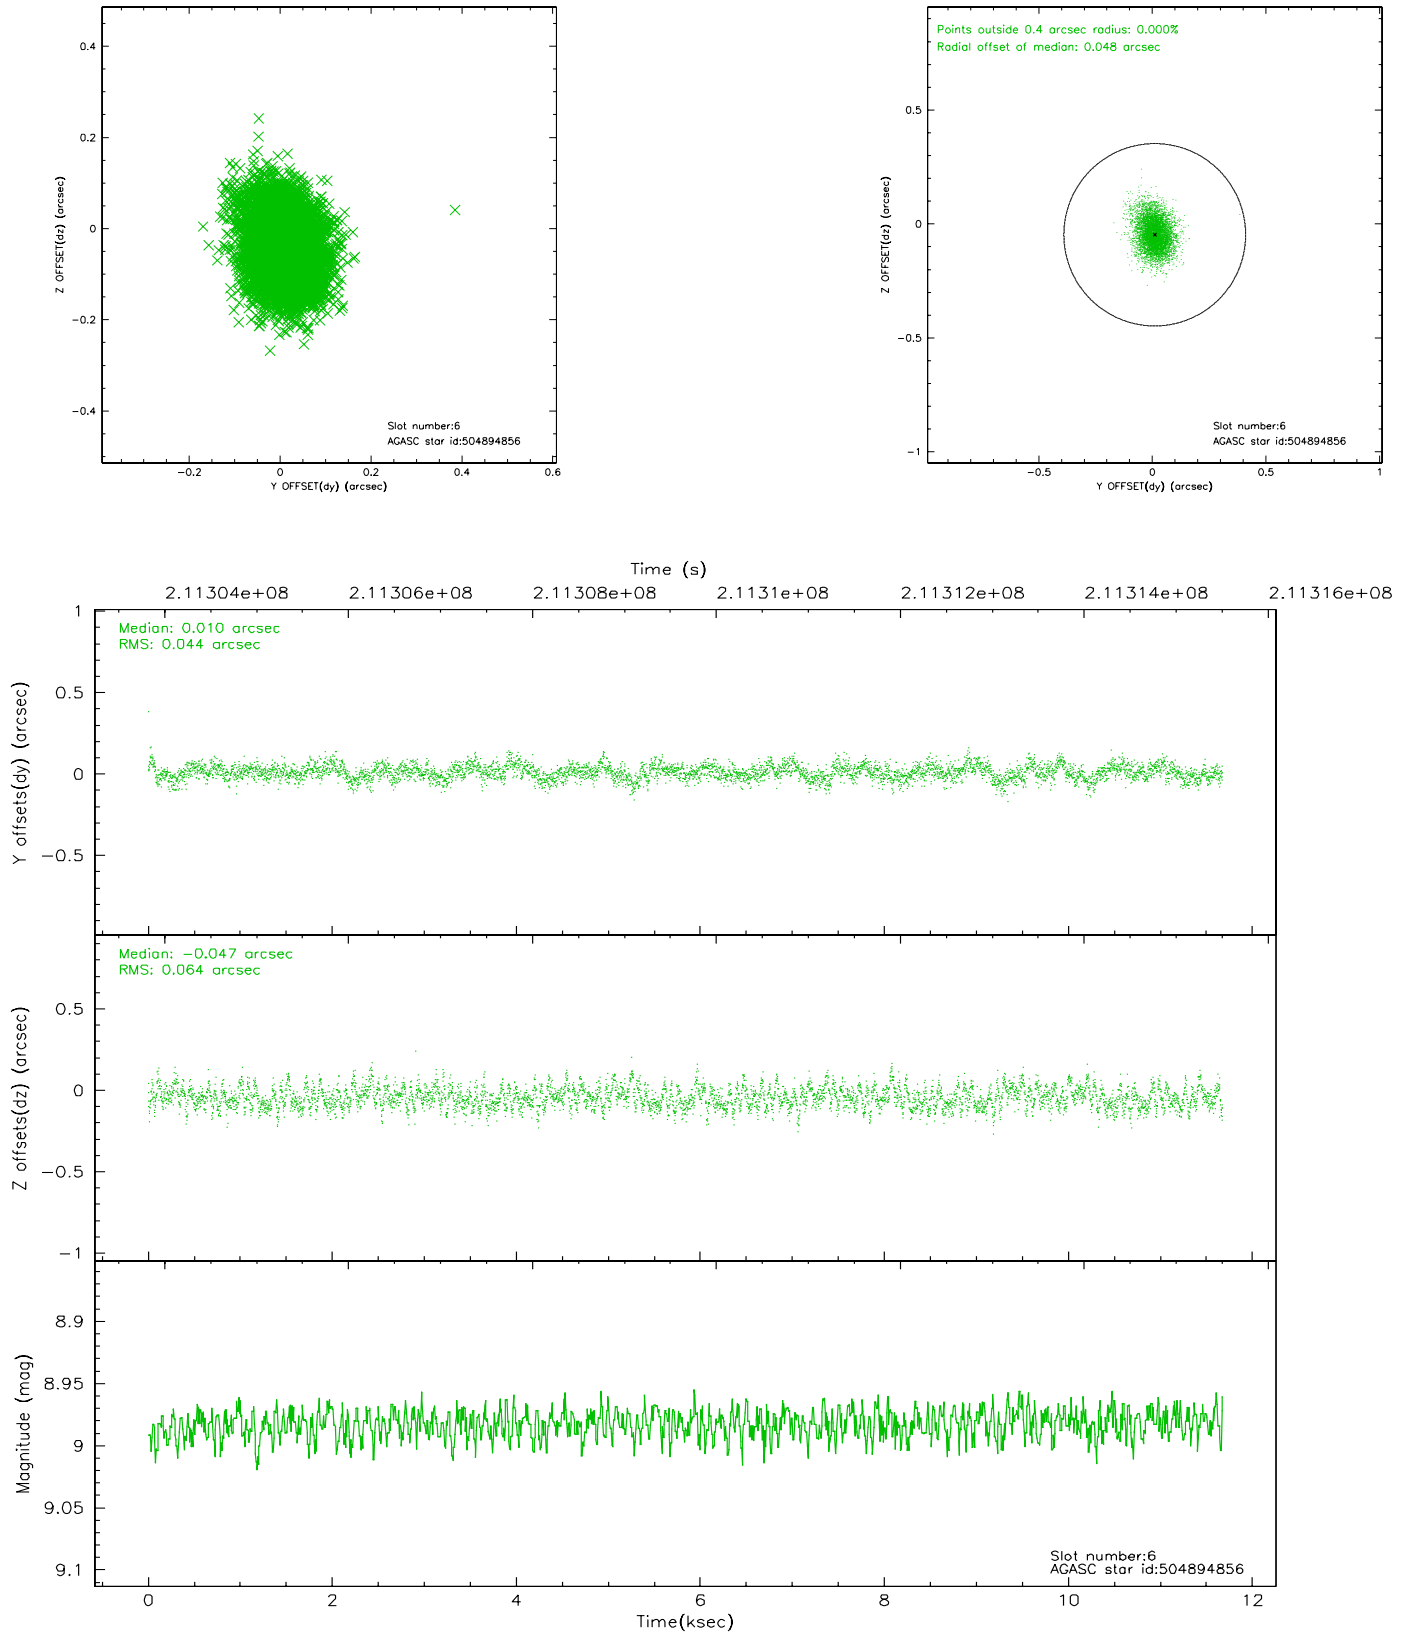 0.4
0.2
0
−0.2
−0.4
Z OFFSET(dz) (arcsec)
Slot number:6
AGASC star id:504894856
−0.2 0 0.2 0.4 0.6
Y OFFSET(dy) (arcsec)
Points outside 0.4 arcsec radius: 0.000%
Radial offset of median: 0.048 arcsec
0.5
0
−0.5
−1
Z OFFSET(dz) (arcsec)
Slot number:6
AGASC star id:504894856
−0.5 0 0.5 1
Y OFFSET(dy) (arcsec)
Time (s)
2.11304e+08 2.11306e+08 2.11308e+08 2.1131e+08 2.11312e+08 2.11314e+08 2.11316e+08
Median: 0.010 arcsec
RMS: 0.044 arcsec
1
0.5
0
−0.5
Y offsets(dy) (arcsec)
Median: −0.047 arcsec
RMS: 0.064 arcsec
0.5
0
−0.5
−1
Z offsets(dz) (arcsec)
8.9
8.95
9
9.05
9.1
Magnitude (mag)
Slot number:6
AGASC star id:504894856
0 2 4 6 8 10 12
Time(ksec)